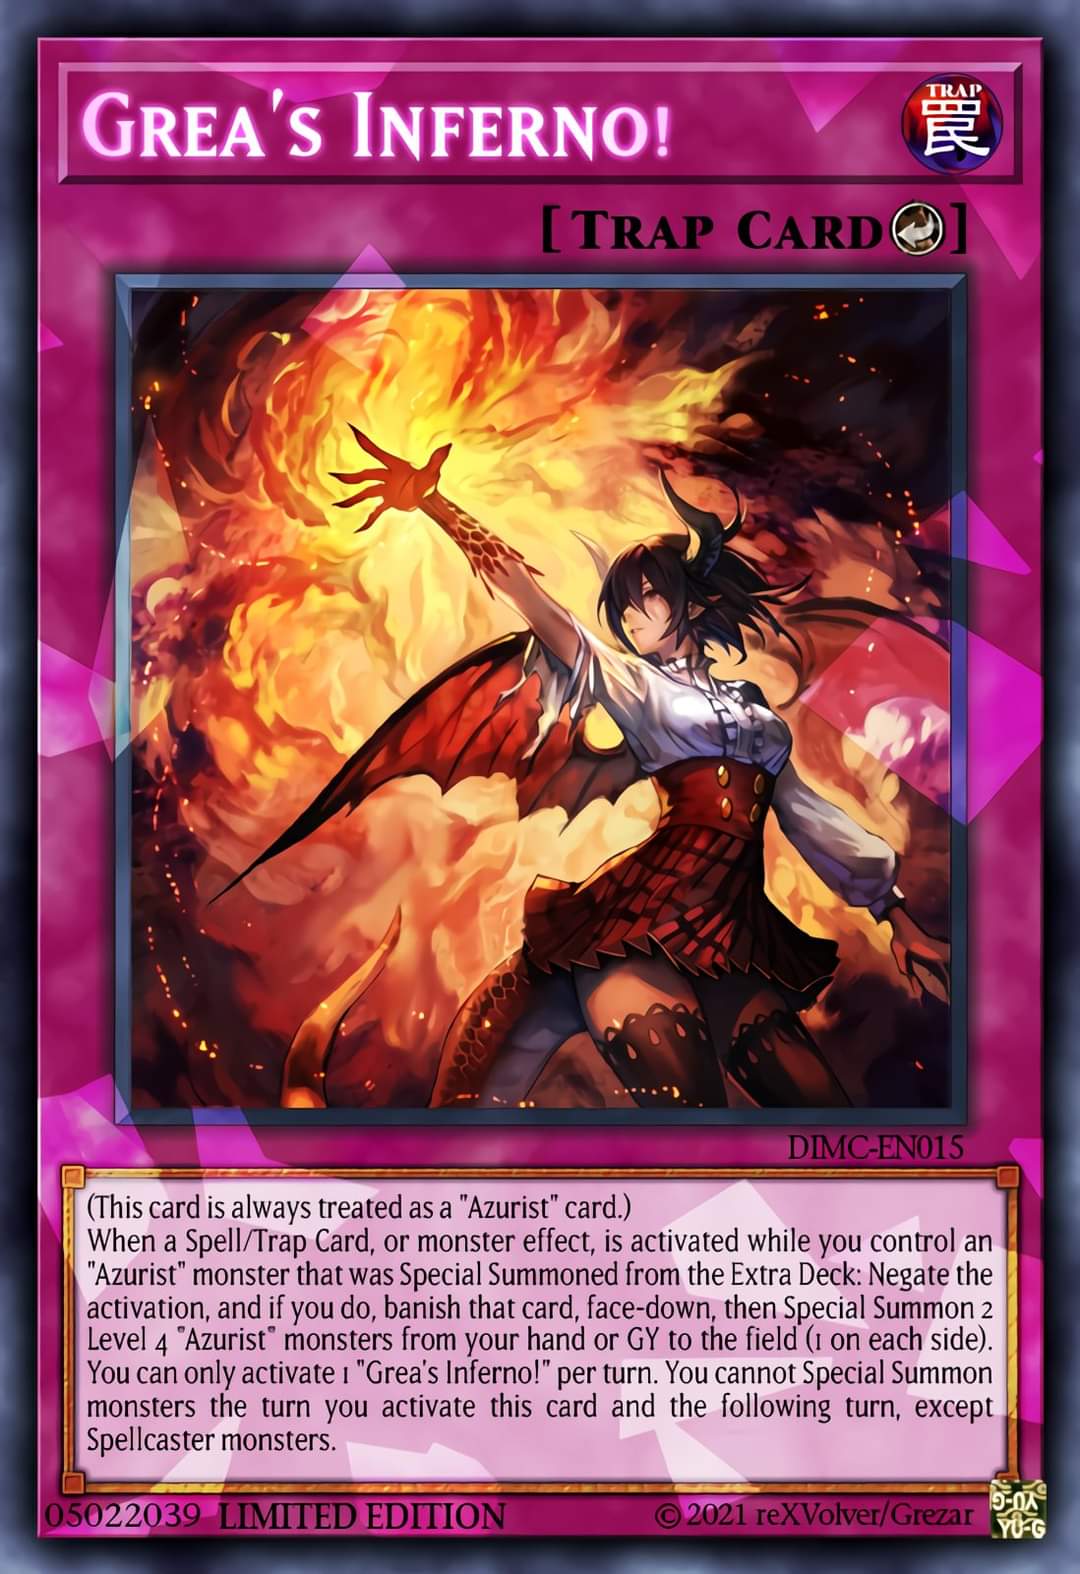 GREA'S INFERNO!
TRAP
罠
[TRAP CARD]
DIMC-EN015
(This card is always treated as a "Azurist" card.)
When a Spell/Trap Card, or monster effect, is activated while you control an
"Azurist" monster that was Special Summoned from the Extra Deck: Negate the
activation, and if you do, banish that card, face-down, then Special Summon 2
Level 4 "Azurist" monsters from your hand or GY to the field (1 on each side).
You can only activate 1 "Grea's Inferno!" per turn. You cannot Special Summon
monsters the turn you activate this card and the following turn, except
Spellcaster monsters.
05022039 LIMITED EDITION
© 2021 reXVolver/Grezar
YU-G